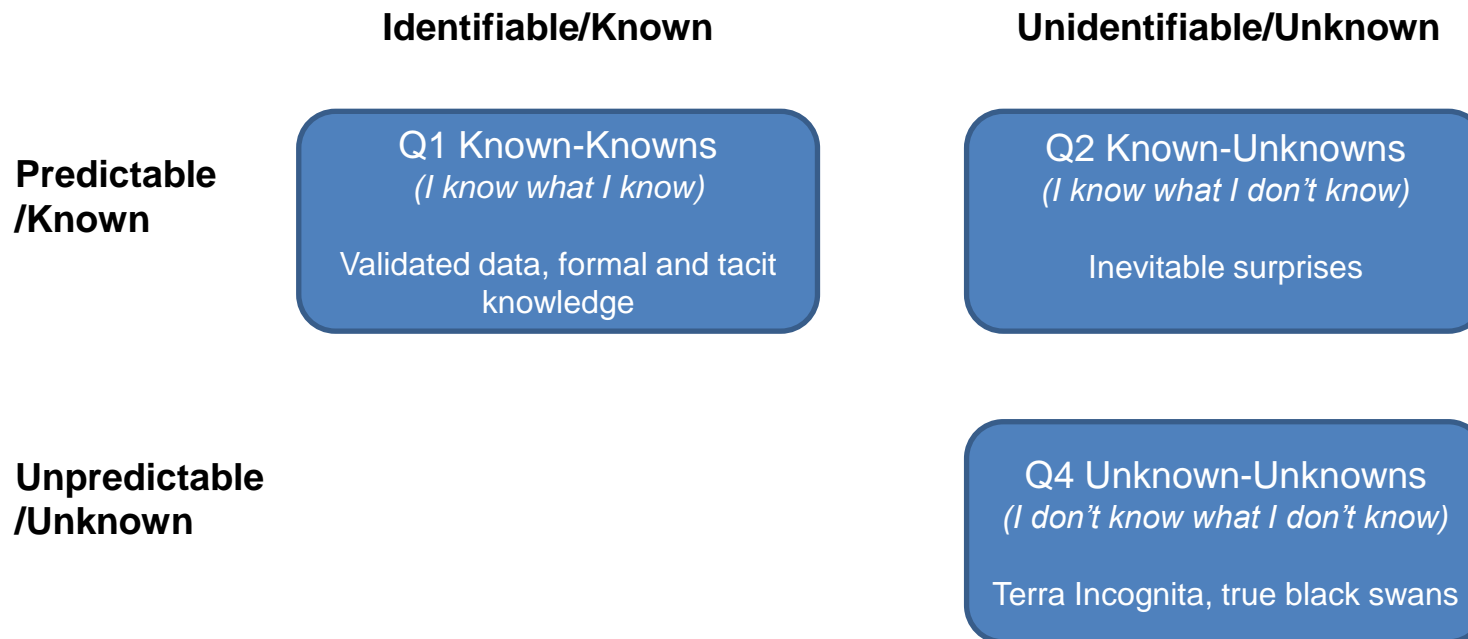 Identifiable/Known
Unidentifiable/Unknown
Predictable
/Known
Q1 Known-Knowns
(I know what I know)
Validated data, formal and tacit
knowledge
Q2 Known-Unknowns
(I know what I don’t know)
Inevitable surprises
Unpredictable
/Unknown
Q4 Unknown-Unknowns
(I don’t know what I don’t know)
Terra Incognita, true black swans